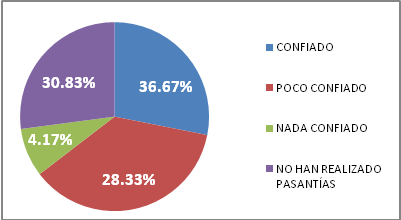 36.67%
28.33%
4.17%
30.83%
CONFIADO
POCO CONFIADO
NADA CONFIADO
NO HAN REALIZADO
PASANTÍAS